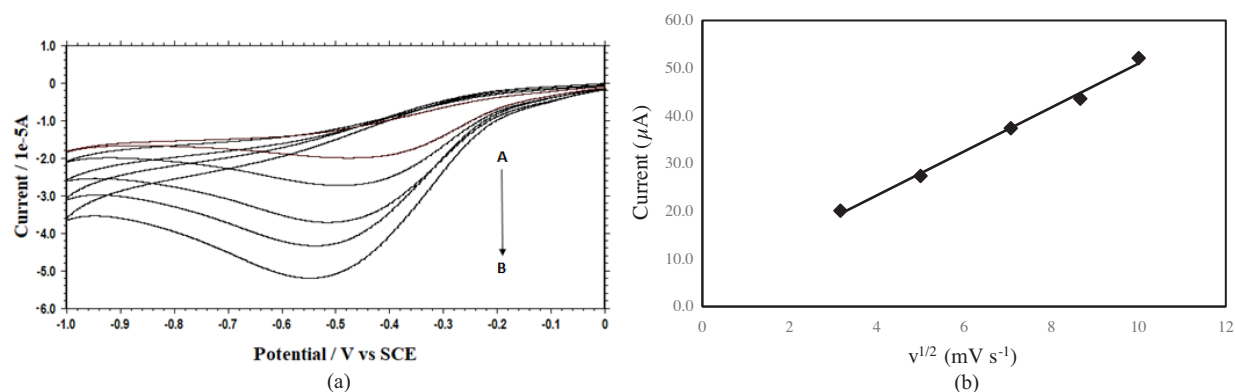 Current / 1e-5A
1.0
0
-1.0
-2.0
-3.0
-4.0
-5.0
-6.0
A
B
-1.0 -0.9 -0.8 -0.7 -0.6 -0.5 -0.4 -0.3 -0.2 -0.1 0
Potential / V vs SCE
(a)
Current (µA)
60.0
50.0
40.0
30.0
20.0
10.0
0.0
0 2 4 6 8 10 12
v^{1/2} (mV s^{-1})
(b)